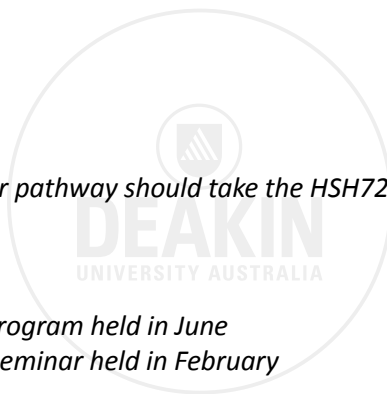 r pathway should take the HSH72
DEAKIN
UNIVERSITY AUSTRALIA
rogram held in June
eminar held in February